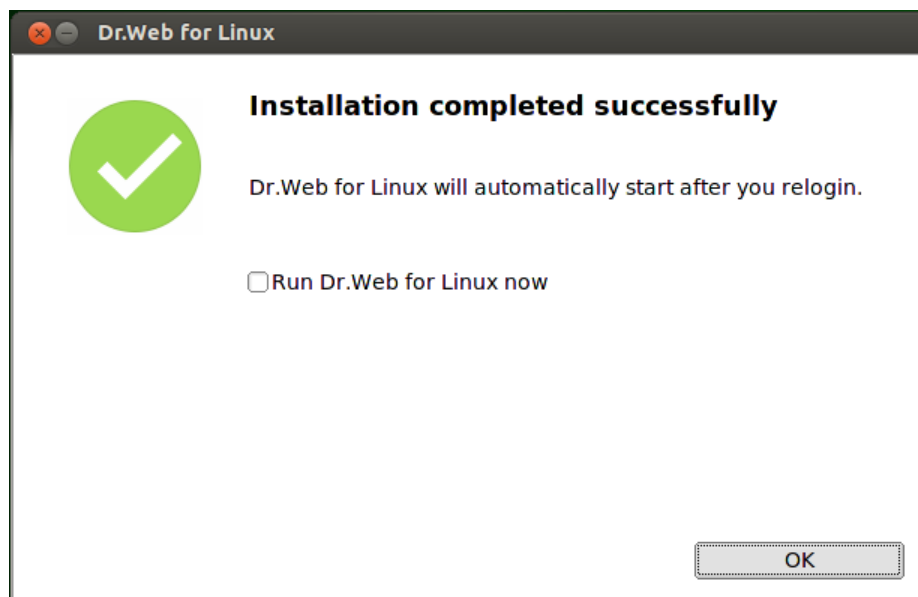 Dr.Web for Linux
Installation completed successfully
Dr.Web for Linux will automatically start after you relogin.
Run Dr.Web for Linux now
OK